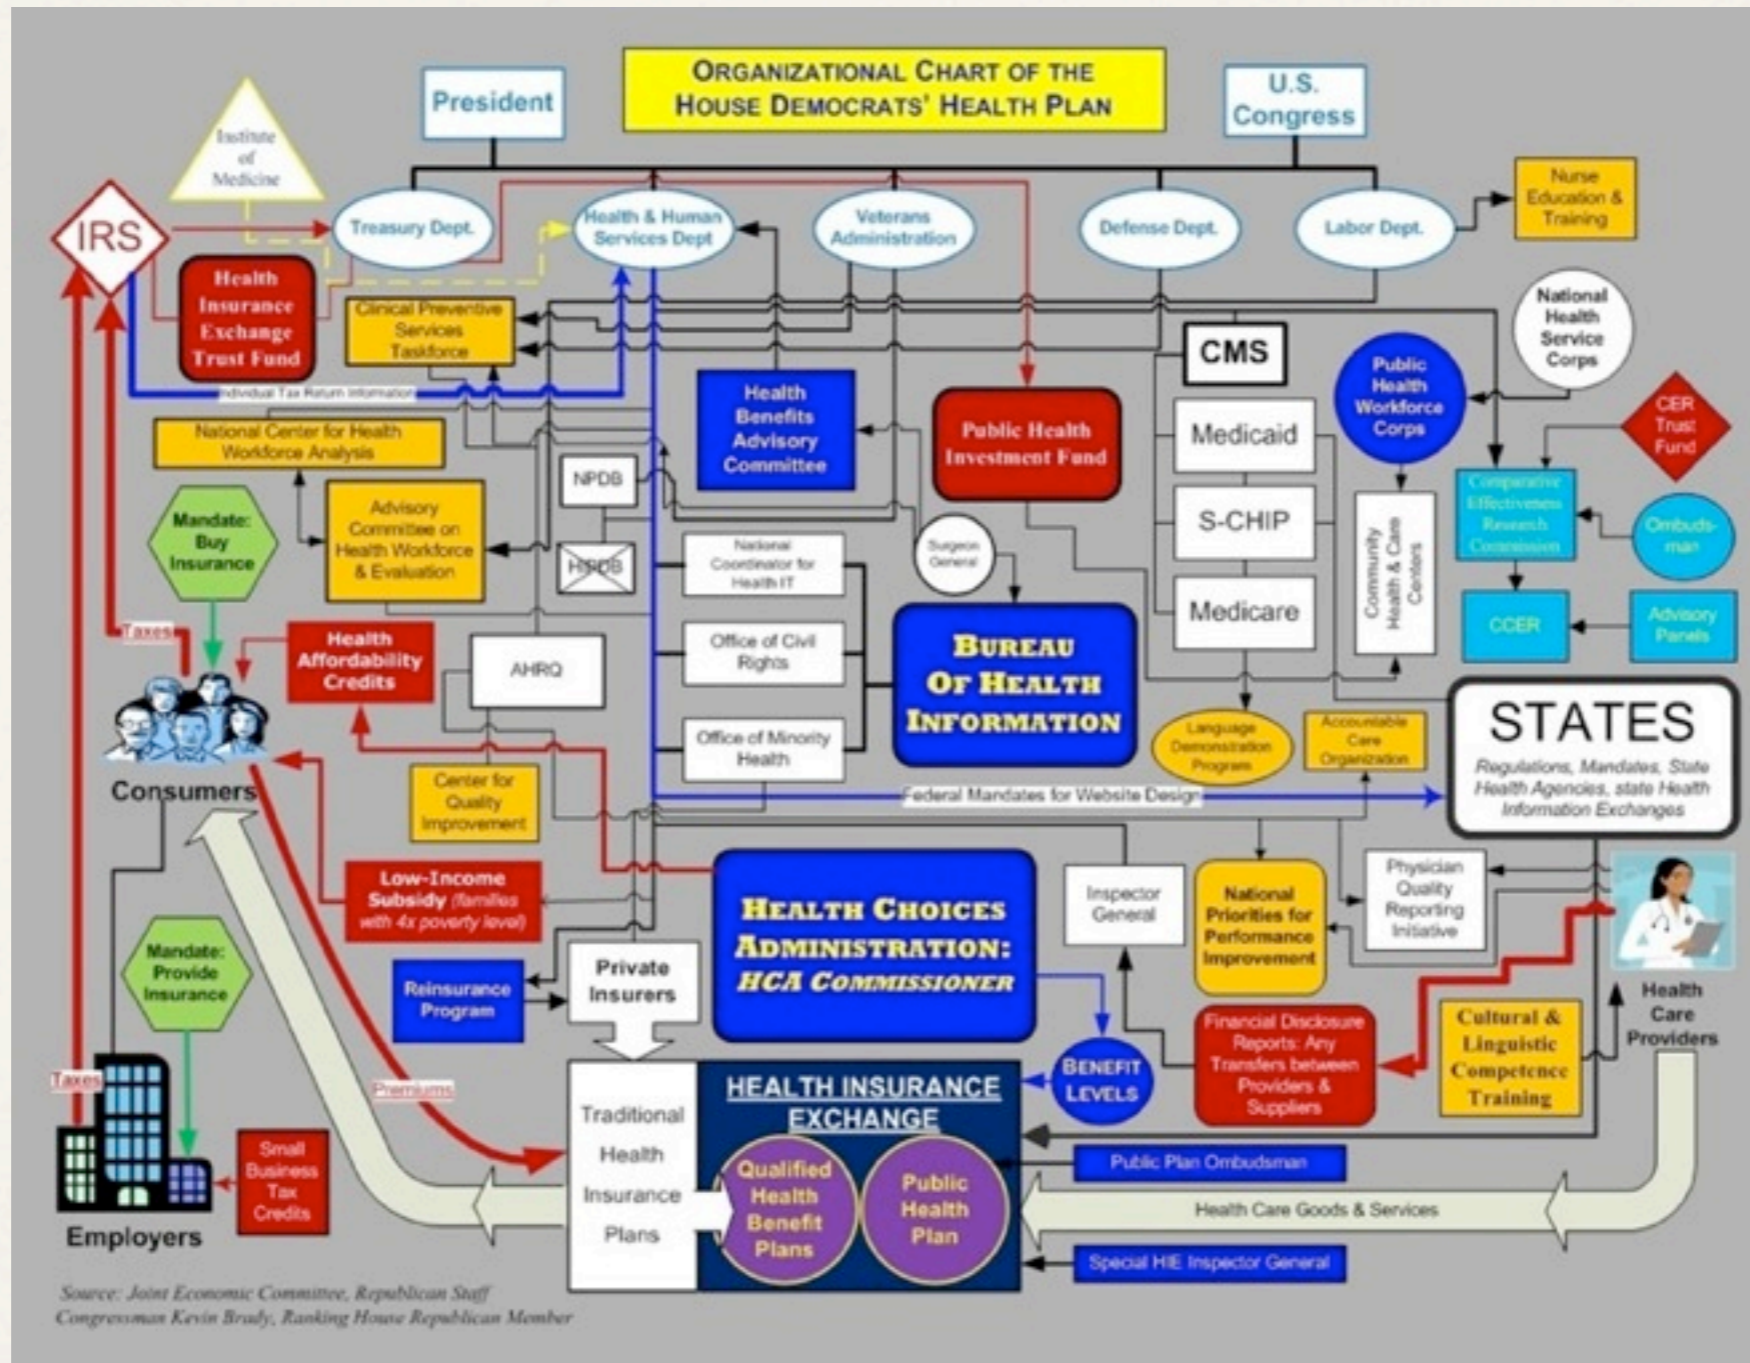 ORGANIZATIONAL CHART OF THE
HOUSE DEMOCRATS' HEALTH PLAN
President
U.S.
Congress
Institute
of
Medicine
IRS
Treasury Dept.
Health & Human
Services Dept
Veterans
Administration
Defense Dept.
Labor Dept.
Nurse
Education &
Training
Health
Insurance
Exchange
Trust Fund
Clinical Preventive
Services
Taskforce
National
Health
Service
Corps
CMS
Public
Health
Workforce
Corps
Individual Tax Return Information
Health
Benefits
Advisory
Committee
Public Health
Investment Fund
CER
Trust
Fund
National Center for Health
Workforce Analysis
Medicaid
NPDB
Comparative
Effectiveness
Research
Commission
Ombuds-
man
Mandate:
Buy
Insurance
Advisory
Committee on
Health Workforce
& Evaluation
S-CHIP
HIPDB
National
Coordinator for
Health IT
Surgeon
General
Community
Health & Care
Centers
Medicare
CCER
Advisory
Panels
Taxes
Health
Affordability
Credits
AHRQ
Office of Civil
Rights
BUREAU
OF HEALTH
INFORMATION
STATES
Regulations, Mandates, State
Health Agencies, state Health
Information Exchanges
Office of Minority
Health
Language
Demonstration
Program
Accountable
Care
Organization
Consumers
Center for
Quality
Improvement
Federal Mandates for Website Design
Low-Income
Subsidy (families
with 4x poverty level)
HEALTH CHOICES
ADMINISTRATION:
HCA COMMISSIONER
Inspector
General
National
Priorities for
Performance
Improvement
Physician
Quality
Reporting
Initiative
Mandate:
Provide
Insurance
Reinsurance
Program
Private
Insurers
Health
Care
Providers
Financial Disclosure
Reports: Any
Transfers between
Providers &
Suppliers
Cultural &
Linguistic
Competence
Training
Taxes
Premiums
BENEFIT
LEVELS
HEALTH INSURANCE
EXCHANGE
Traditional
Health
Insurance
Plans
Qualified
Health
Benefit
Plans
Public
Health
Plan
Public Plan Ombudsman
Small
Business
Tax
Credits
Health Care Goods & Services
Employers
Special HIE Inspector General
Source: Joint Economic Committee, Republican Staff
Congressman Kevin Brady, Ranking House Republican Member